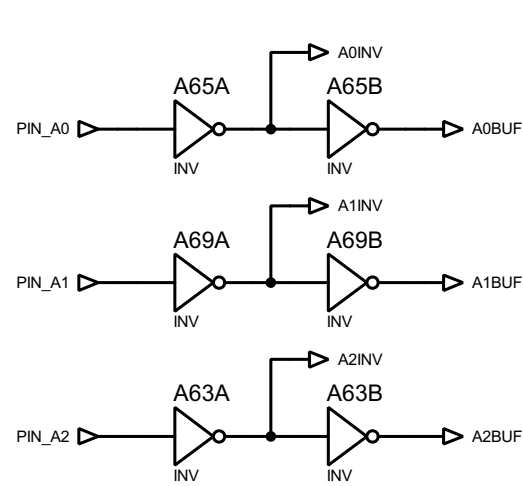 A0INV
A65A A65B
PIN_A0 A0BUF
INV INV
A1INV
A69A A69B
PIN_A1 A1BUF
INV INV
A2INV
A63A A63B
PIN_A2 A2BUF
INV INV